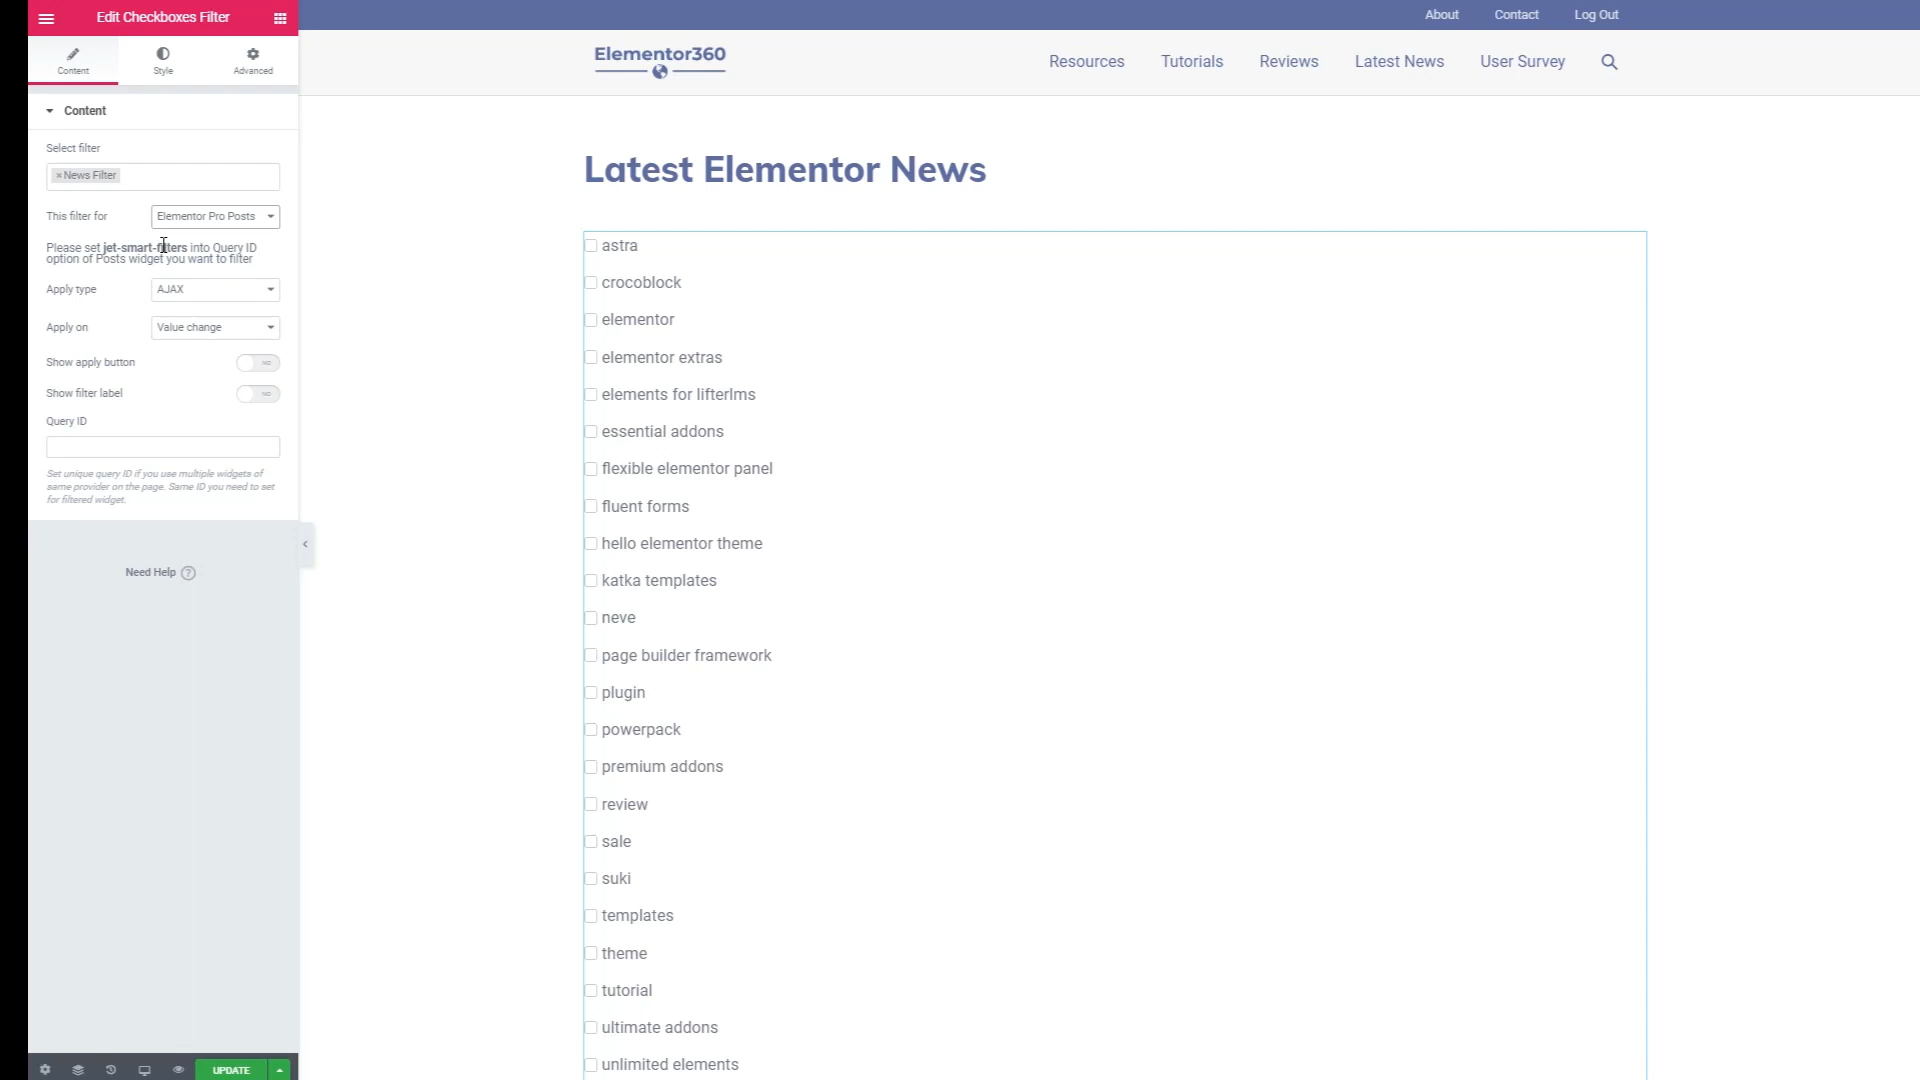 Edit Checkboxes Filter
Content
Style
Advanced
Content
Select filter
×News Filter
This filter for
Elementor Pro Posts
Please set jet-smart-filters into Query ID
option of Posts widget you want to filter
Apply type
AJAX
Apply on
Value change
Show apply button
NO
Show filter label
NO
Query ID
Set unique query ID if you use multiple widgets of
same provider on the page. Same ID you need to set
for filtered widget.
Need Help ?
UPDATE
About Contact Log Out
Elementor360
Resources Tutorials Reviews Latest News User Survey
Latest Elementor News
astra
crocoblock
elementor
elementor extras
elements for lifterlms
essential addons
flexible elementor panel
fluent forms
hello elementor theme
katka templates
neve
page builder framework
plugin
powerpack
premium addons
review
sale
suki
templates
theme
tutorial
ultimate addons
unlimited elements